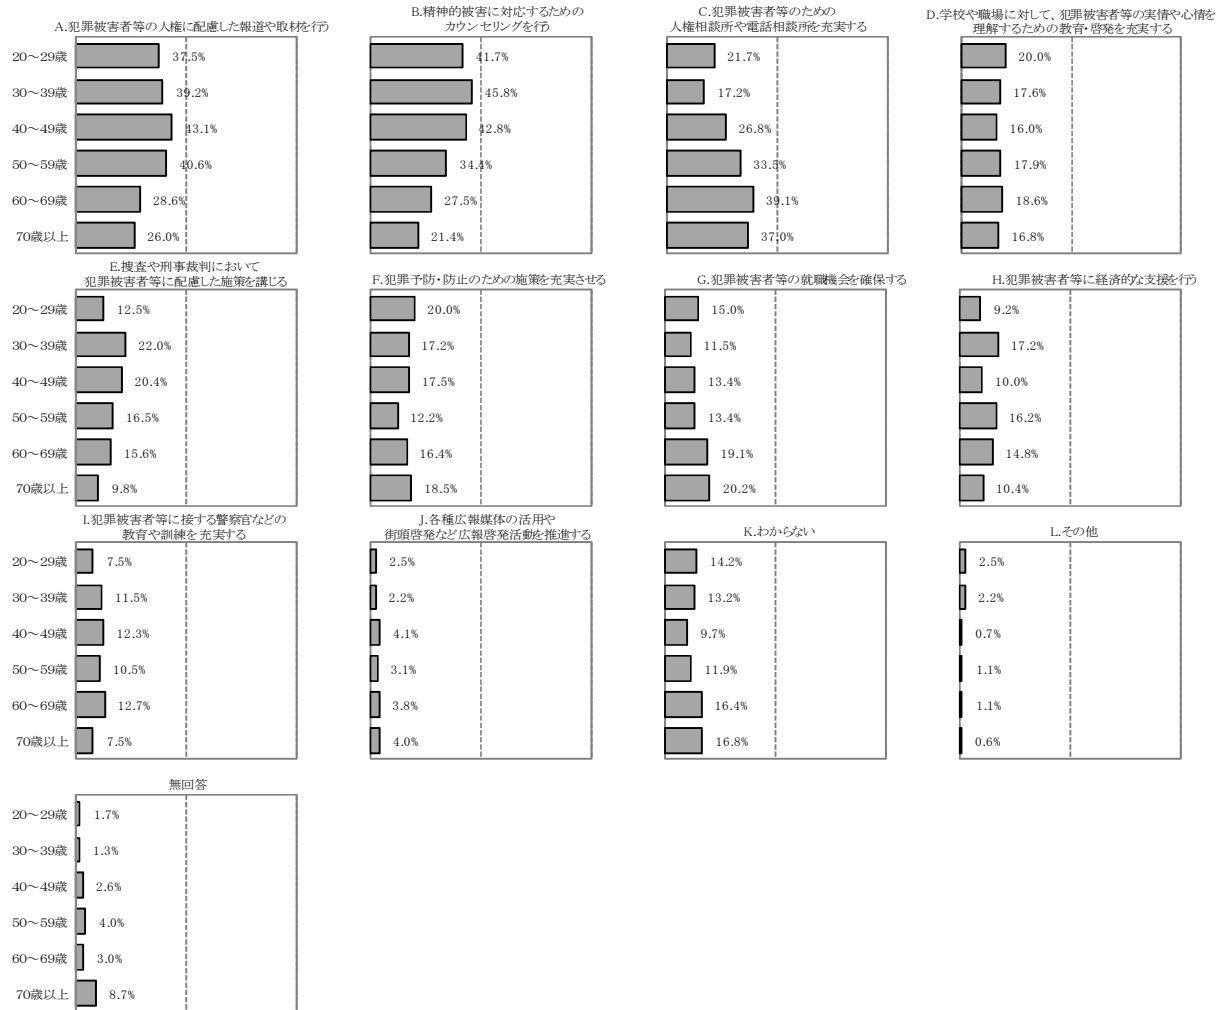 A.犯罪被害者等の人権に配慮した報道や取材を行う
20～29歳 37.5%
30～39歳 39.2%
40～49歳 43.1%
50～59歳 40.6%
60～69歳 28.6%
70歳以上 26.0%
B.精神的被害に対応するための
カウンセリングを行う
41.7%
45.8%
42.8%
34.4%
27.5%
21.4%
C.犯罪被害者等のための
人権相談所や電話相談所を充実する
21.7%
17.2%
26.8%
33.5%
39.1%
37.0%
D.学校や職場に対して、犯罪被害者等の実情や心情を
理解するための教育・啓発を充実する
20.0%
17.6%
16.0%
17.9%
18.6%
16.8%
E.捜査や刑事裁判において
犯罪被害者等に配慮した施策を講じる
20～29歳 12.5%
30～39歳 22.0%
40～49歳 20.4%
50～59歳 16.5%
60～69歳 15.6%
70歳以上 9.8%
F.犯罪予防・防止のための施策を充実させる
20.0%
17.2%
17.5%
12.2%
16.4%
18.5%
G.犯罪被害者等の就職機会を確保する
15.0%
11.5%
13.4%
13.4%
19.1%
20.2%
H.犯罪被害者等に経済的な支援を行う
9.2%
17.2%
10.0%
16.2%
14.8%
10.4%
I.犯罪被害者等に接する警察官などの
教育や訓練を充実する
20～29歳 7.5%
30～39歳 11.5%
40～49歳 12.3%
50～59歳 10.5%
60～69歳 12.7%
70歳以上 7.5%
J.各種広報媒体の活用や
街頭啓発など広報啓発活動を推進する
2.5%
2.2%
4.1%
3.1%
3.8%
4.0%
K.わからない
14.2%
13.2%
9.7%
11.9%
16.4%
16.8%
L.その他
2.5%
2.2%
0.7%
1.1%
1.1%
0.6%
無回答
20～29歳 1.7%
30～39歳 1.3%
40～49歳 2.6%
50～59歳 4.0%
60～69歳 3.0%
70歳以上 8.7%